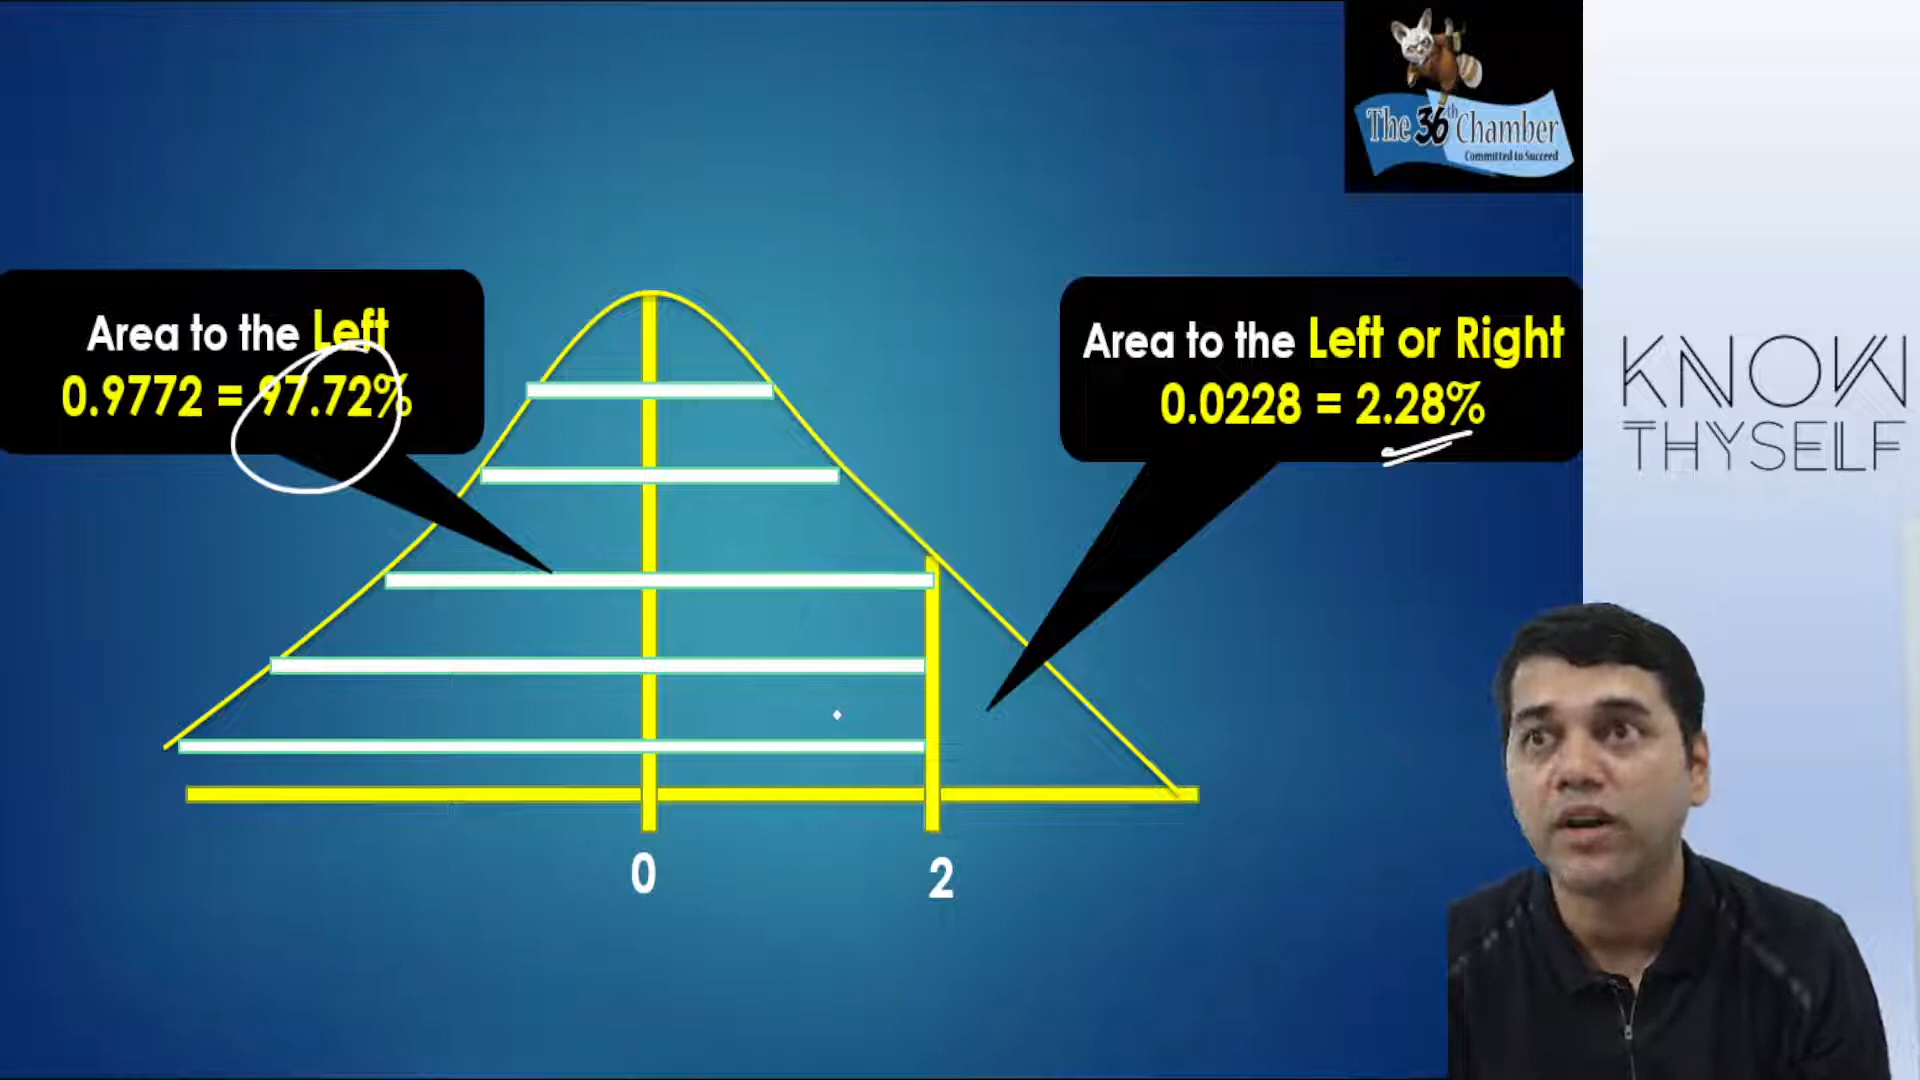 The 36th Chamber
Committed to Succeed
Area to the Left
0.9772 = 97.72%
Area to the Left or Right
0.0228 = 2.28%
KNOW
THYSELF
0
2